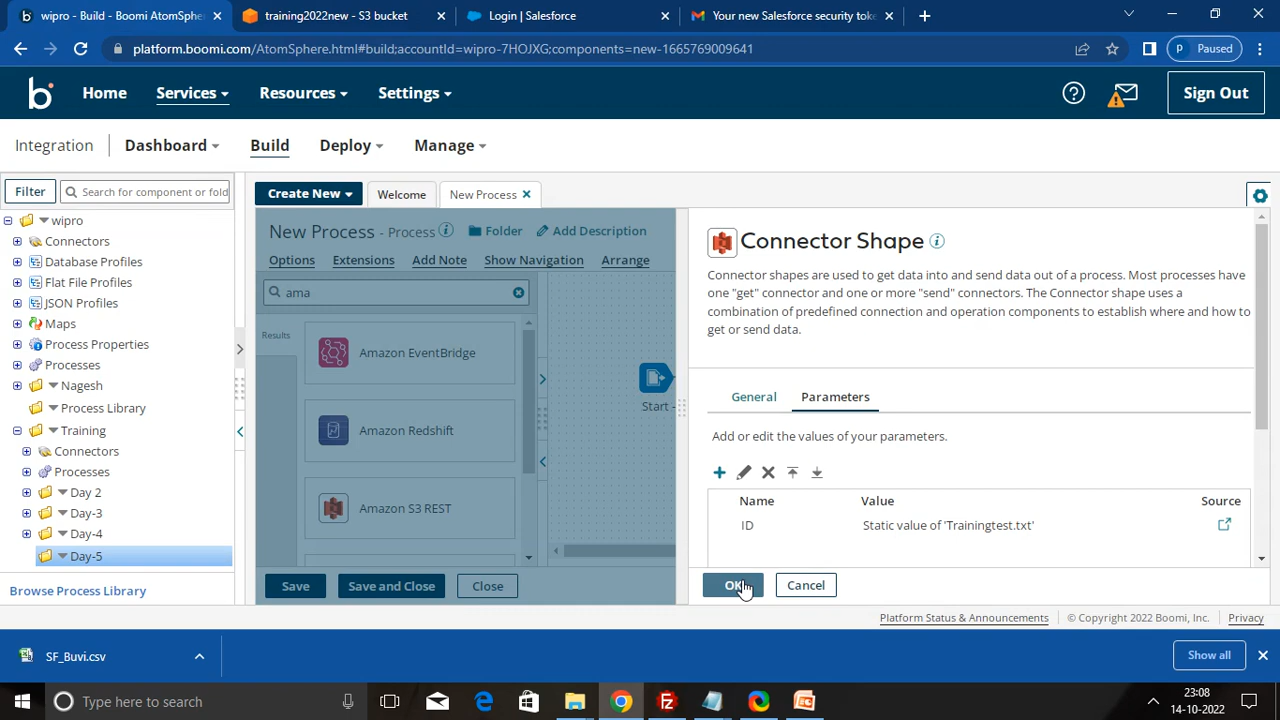 wipro - Build - Boomi AtomSphe
training2022new - S3 bucket
Login | Salesforce
Your new Salesforce security toke
platform.boomi.com/AtomSphere.html#build;accountId=wipro-7HOJXG;components=new-1665769009641
P
Paused
b
Home
Services
Resources
Settings
Sign Out
Integration
Dashboard
Build
Deploy
Manage
Filter
Search for component or fold
Create New
Welcome
New Process
wipro
Connectors
Database Profiles
Flat File Profiles
JSON Profiles
Maps
Process Properties
Processes
Nagesh
Process Library
Training
Connectors
Processes
Day 2
Day-3
Day-4
Day-5
Browse Process Library
New Process - Process
Folder
Add Description
Options
Extensions
Add Note
Show Navigation
Arrange
ama
Results
Amazon EventBridge
Amazon Redshift
Amazon S3 REST
Start -
Save
Save and Close
Close
Connector Shape
Connector shapes are used to get data into and send data out of a process. Most processes have
one "get" connector and one or more "send" connectors. The Connector shape uses a
combination of predefined connection and operation components to establish where and how to
get or send data.
General
Parameters
Add or edit the values of your parameters.
Name
Value
Source
ID
Static value of 'Trainingtest.txt'
OK
Cancel
Platform Status & Announcements
© Copyright 2022 Boomi, Inc.
Privacy
SF_Buvi.csv
Show all
Type here to search
23:08
14-10-2022